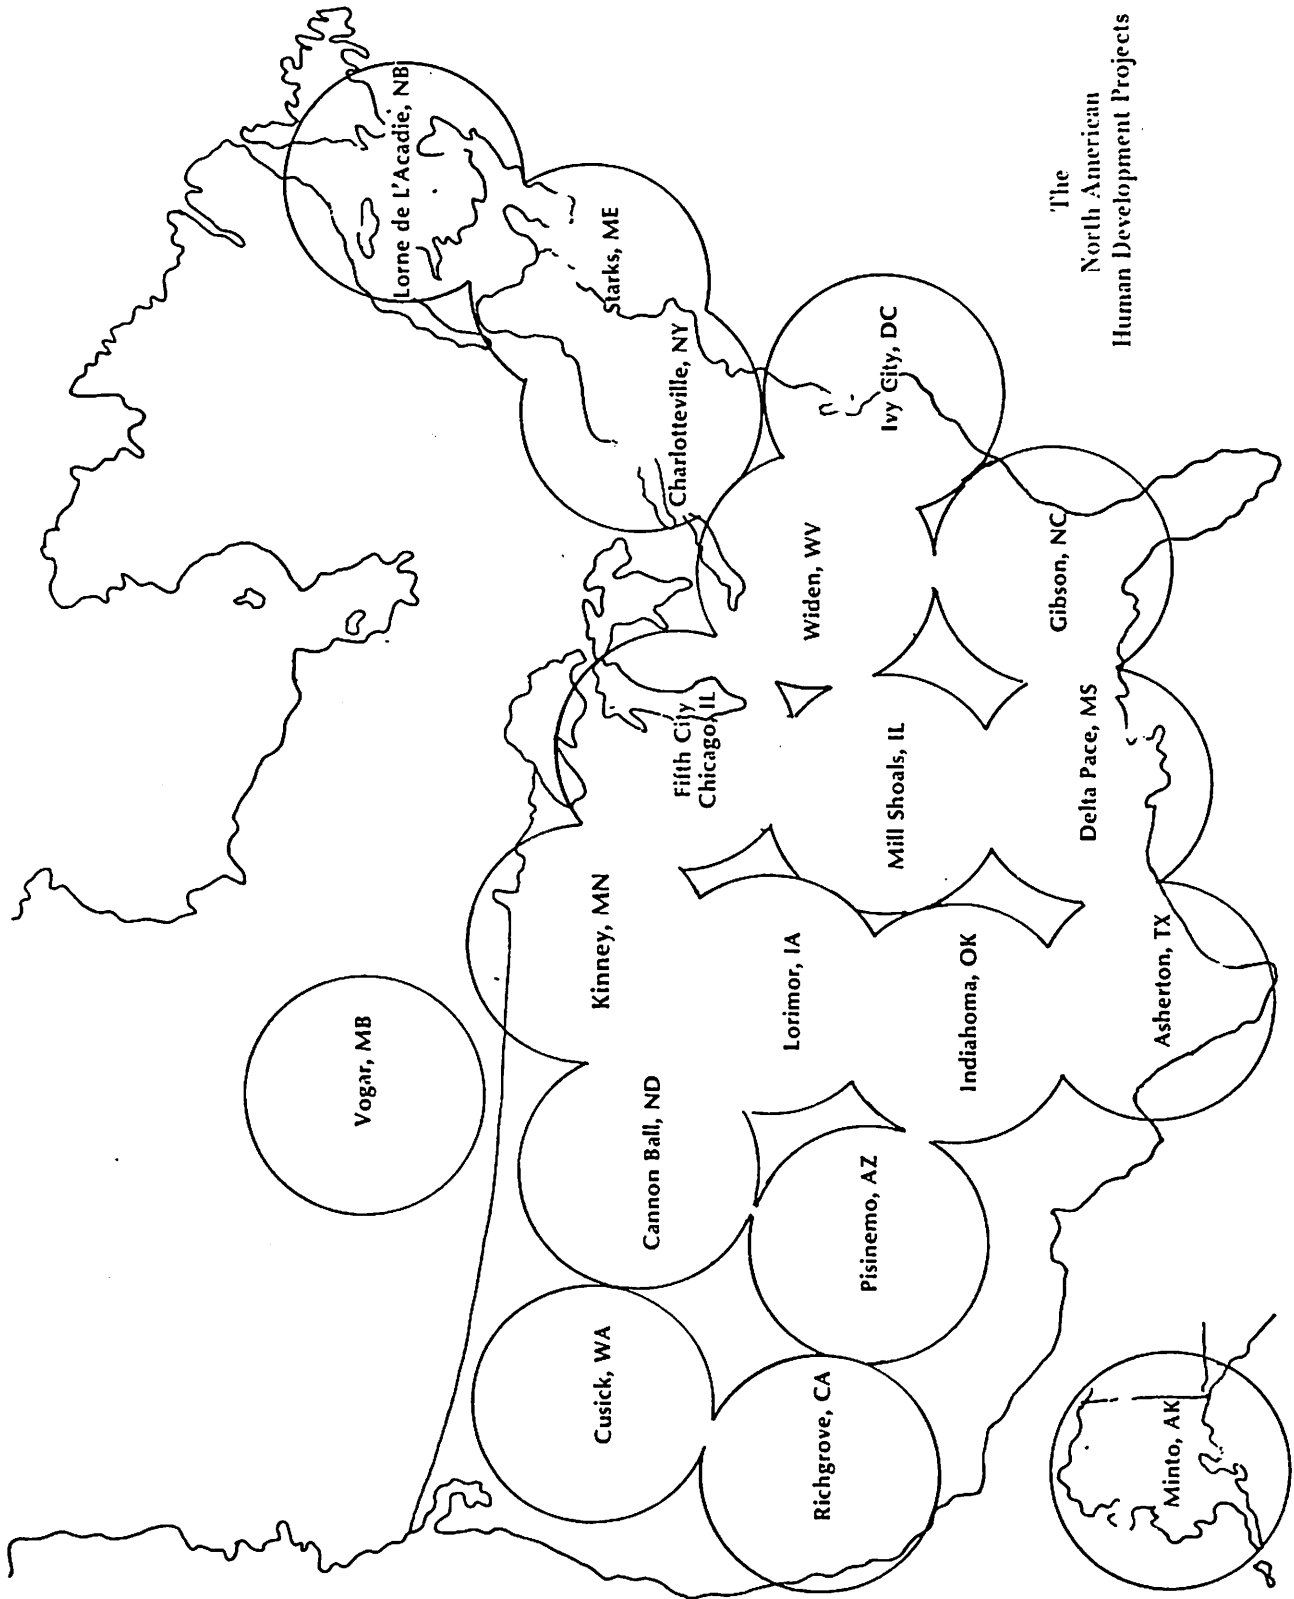 Vogar, MB
Lorne de L'Acadie, NB
Cusick, WA
Cannon Ball, ND
Kinney, MN
Fifth City
Chicago, IL
Charlotteville, NY
Starks, ME
Richgrove, CA
Pisinemo, AZ
Lorimor, IA
Mill Shoals, IL
Widen, WV
Ivy City, DC
Indiahoma, OK
Asherton, TX
Delta Pace, MS
Gibson, NC
Minto, AK
The
North American
Human Development Projects